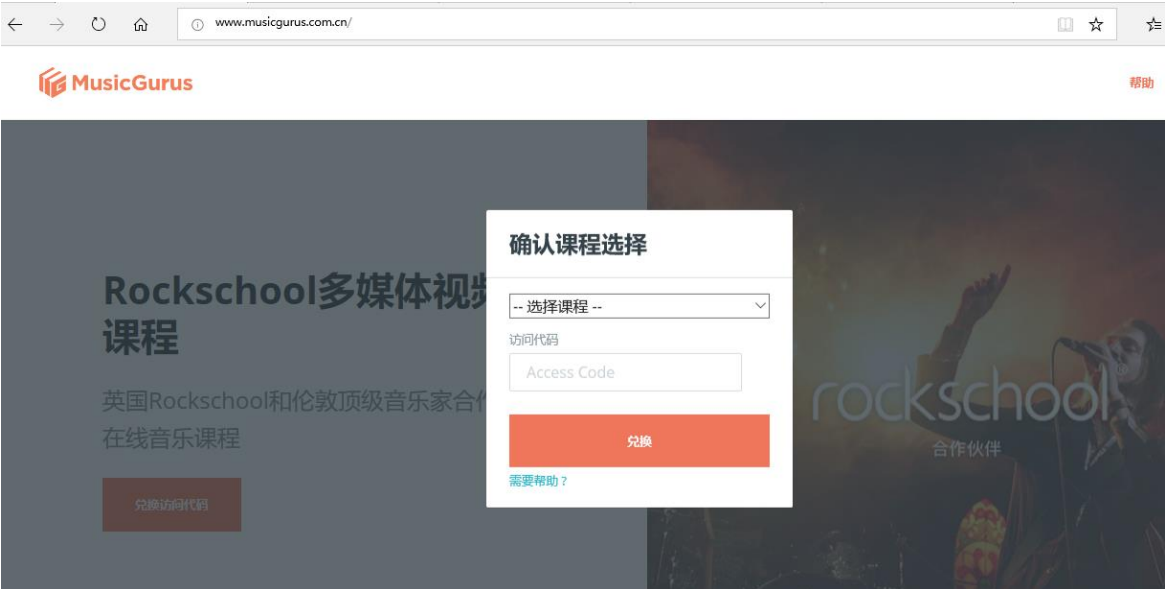 www.musicgurus.com.cn/
MusicGurus
帮助
确认课程选择
-- 选择课程 --
访问代码
Access Code
兑换
需要帮助？
Rockschool多媒体视频
课程
英国Rockschool和伦敦顶级音乐家合作
在线音乐课程
兑换访问代码
rockschool
合作伙伴